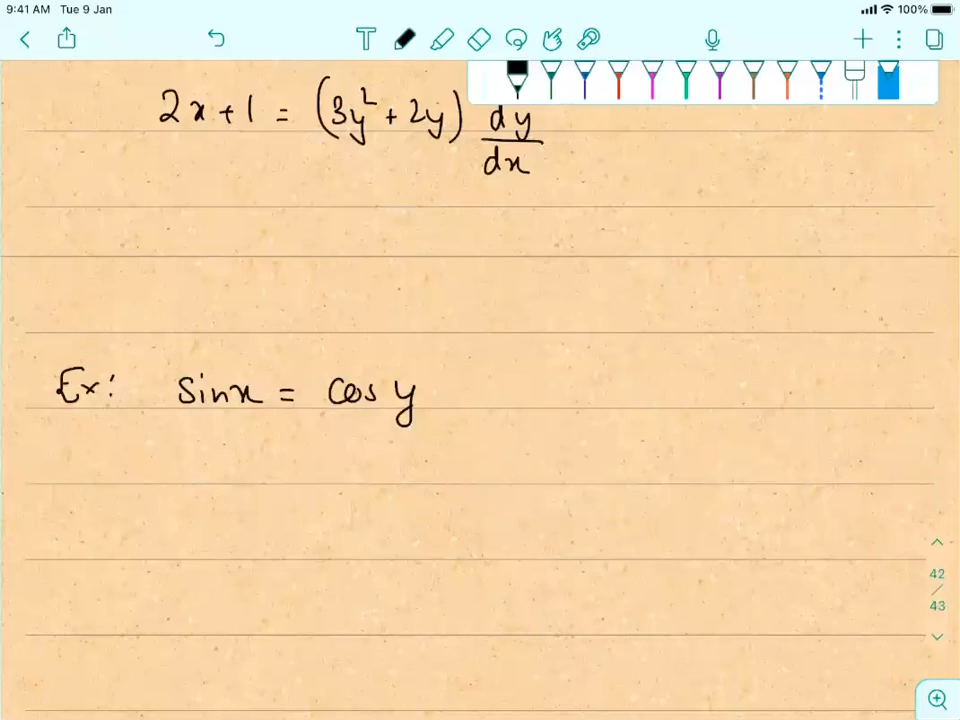 9:41 AM Tue 9 Jan 100%
2x + 1 = (3y² + 2y) dy/dx
Ex: sinx = cos y
42
/
43